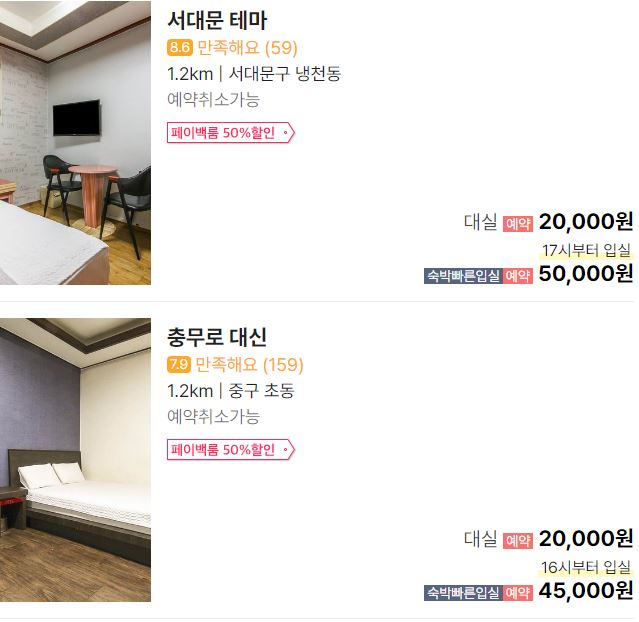 서대문 테마
8.6 만족해요 (59)
1.2km | 서대문구 냉천동
예약취소가능
페이백룸 50%할인
대실 예약 20,000원
17시부터 입실
숙박빠른입실 예약 50,000원
충무로 대신
7.9 만족해요 (159)
1.2km | 중구 초동
예약취소가능
페이백룸 50%할인
대실 예약 20,000원
16시부터 입실
숙박빠른입실 예약 45,000원